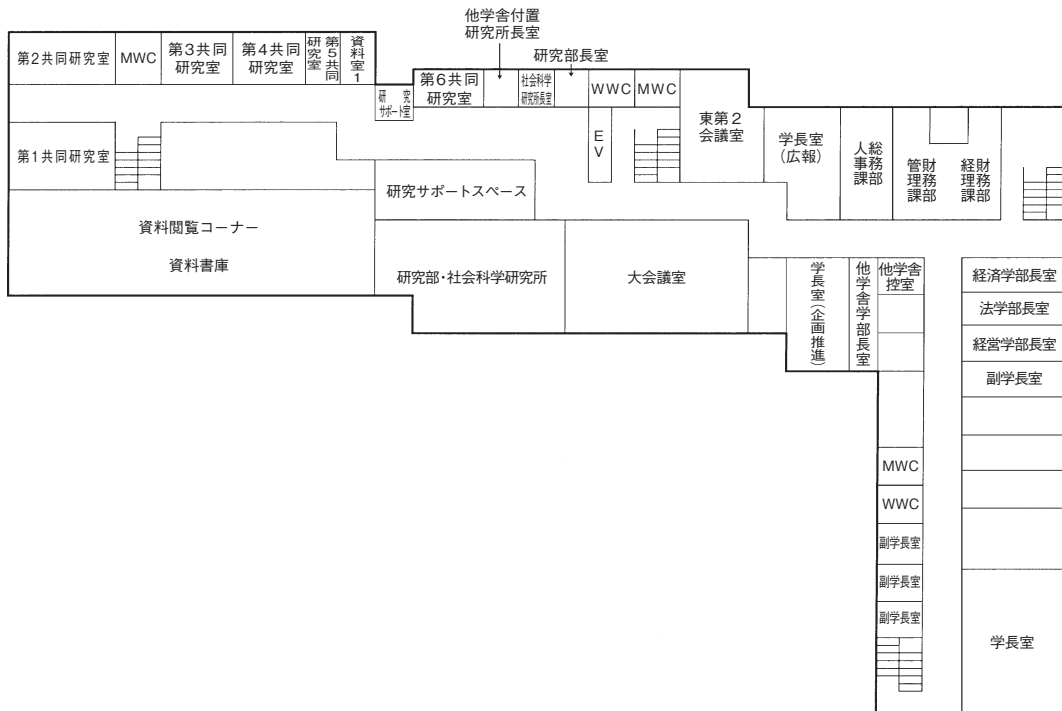 他学舎付置
研究所長室
研究部長室
第2共同研究室
MWC
第3共同
研究室
第4共同
研究室
第5共同
研究室
資料室1
研究
サポート室
第6共同
研究室
社会科学
研究所長室
WWC
MWC
東第2
会議室
EV
学長室
(広報)
総務部
人事課
財務部
管理課
財務部
経理課
第1共同研究室
研究サポートスペース
資料閲覧コーナー
資料書庫
研究部・社会科学研究所
大会議室
学長室(企画推進)
他学舎学部長室
他学舎
控室
経済学部長室
法学部長室
経営学部長室
副学長室
MWC
WWC
副学長室
副学長室
副学長室
学長室